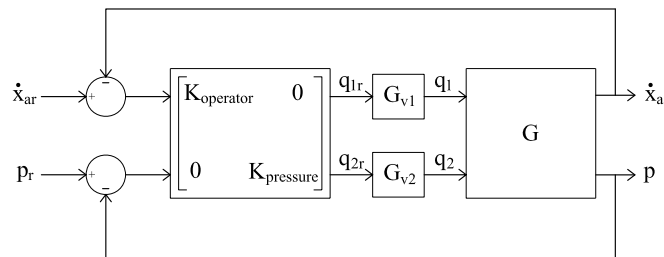 −
ẋar + Koperator 0 q1r Gv1 q1 ẋa
G
pr + 0 Kpressure q2r Gv2 q2 p
−